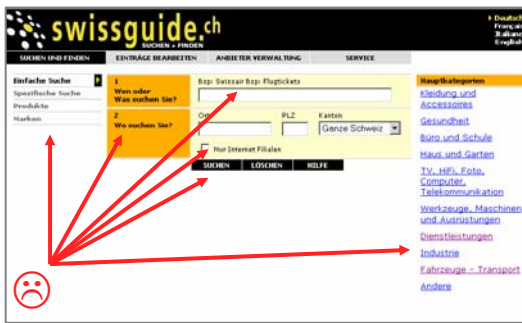 swissguide.ch
SUCHEN + FINDEN
Deutsch
Français
Italiano
English
SUCHEN UND FINDEN
EINTRÄGE BEARBEITEN
ANBIETER VERWALTUNG
SERVICE
Einfache Suche
Spezifische Suche
Produkte
Marken
1
Wen oder
Was suchen Sie?
Bsp: Swissair Bsp: Flugtickets
2
Wo suchen Sie?
PLZ
Kanton
Ganze Schweiz
Nur Internet Filialen
SUCHEN
LÖSCHEN
HILFE
Hauptkategorien
Kleidung und
Accessoires
Gesundheit
Büro und Schule
Haus und Garten
TV, HiFi, Foto,
Computer,
Telekommunikation
Werkzeuge, Maschinen
und Ausrüstungen
Dienstleistungen
Industrie
Fahrzeuge - Transport
Andere